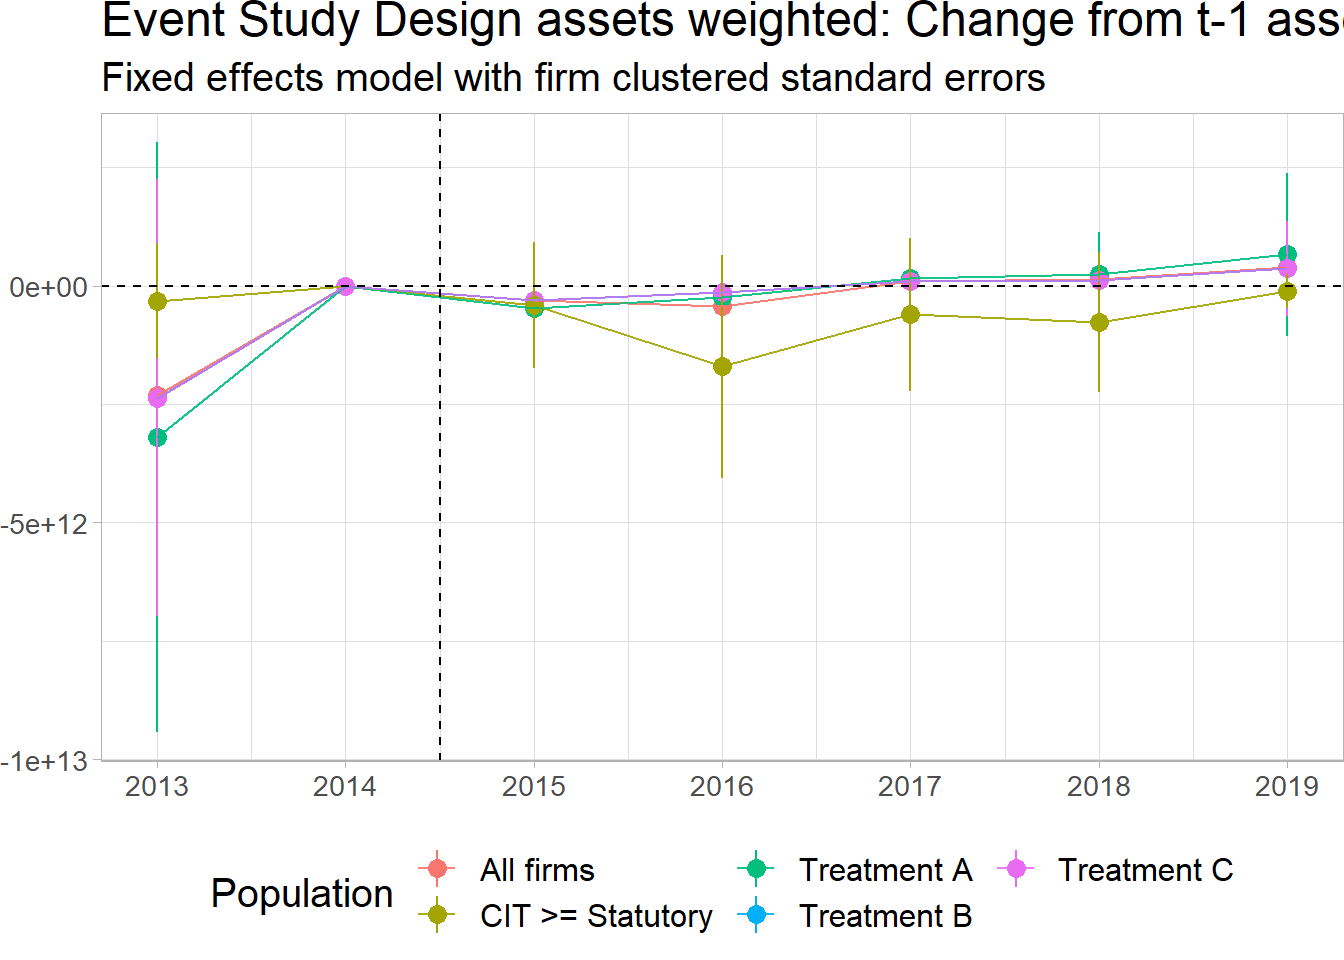 Event Study Design assets weighted: Change from t-1
Fixed effects model with firm clustered standard errors
0e+00
-5e+12
-1e+13
2013 2014 2015 2016 2017 2018 2019
Population
All firms
Treatment A
Treatment C
CIT >= Statutory
Treatment B